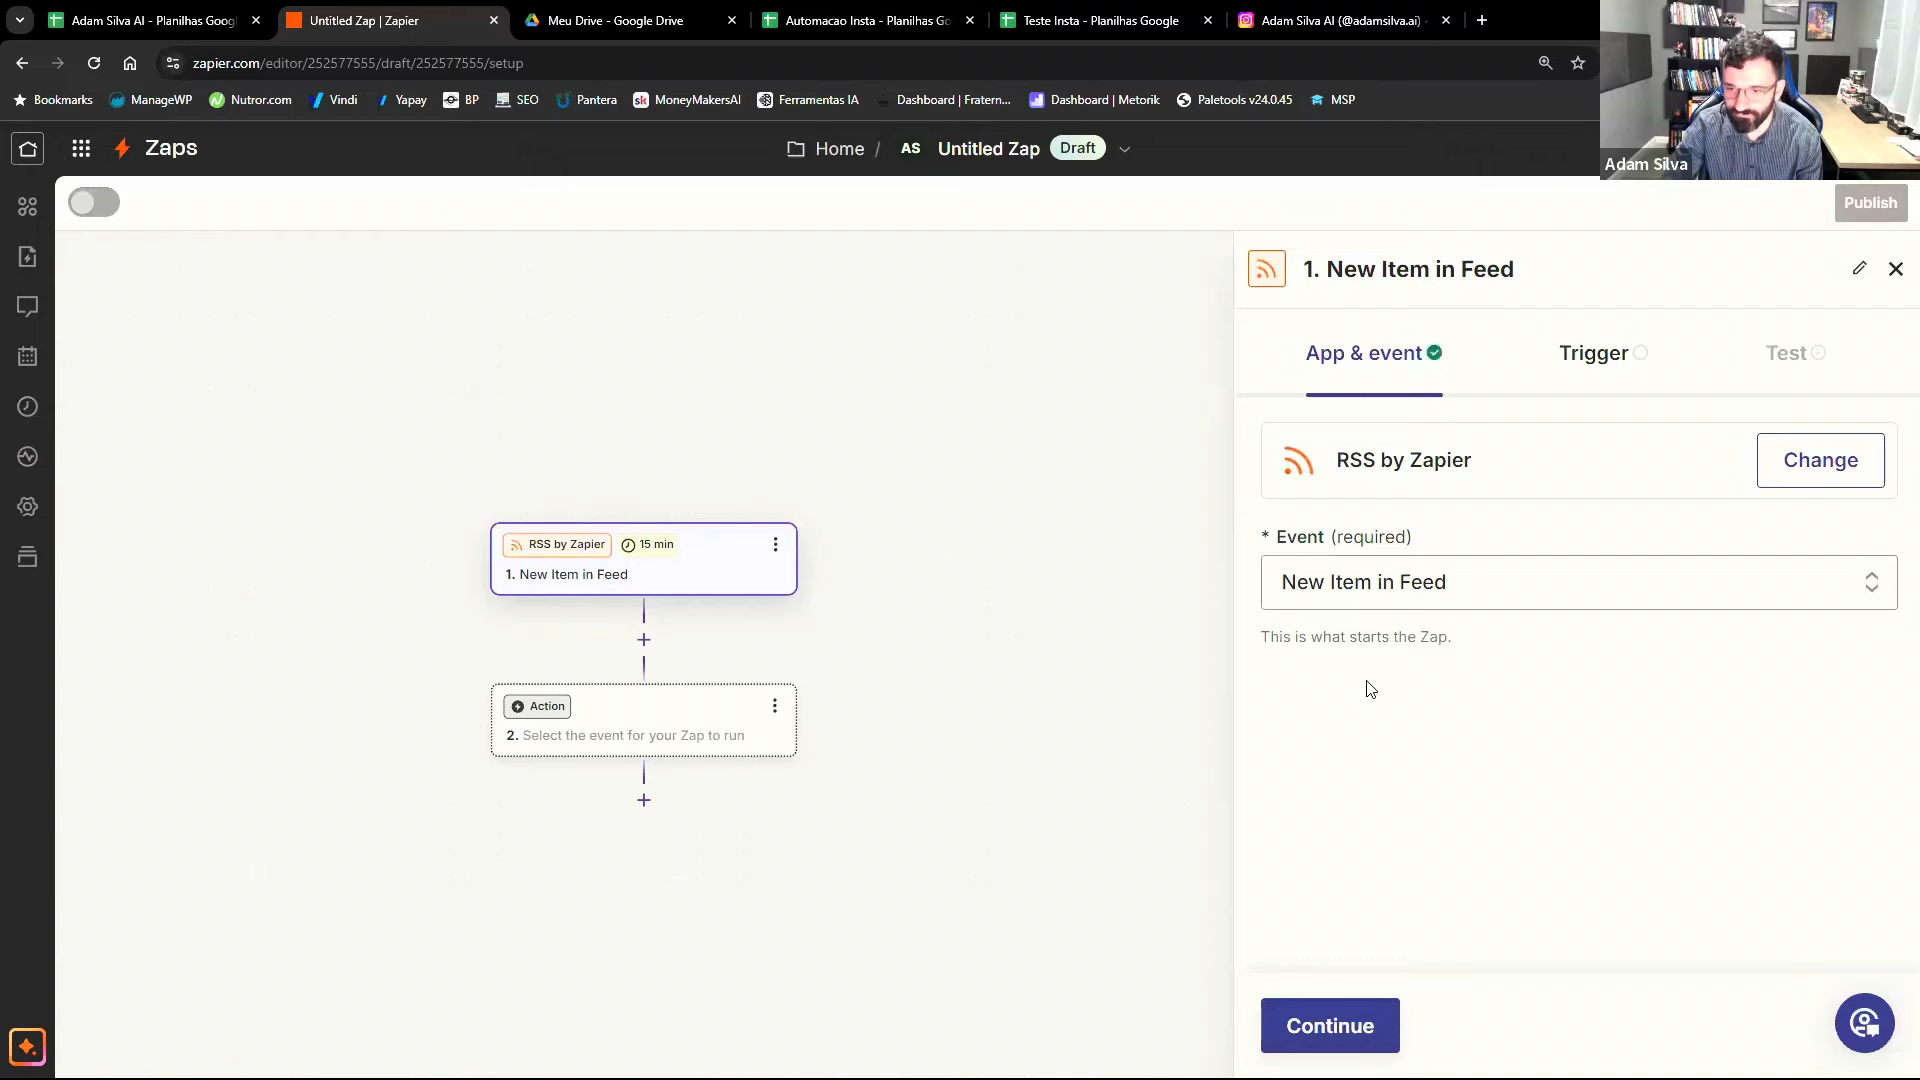 Adam Silva AI - Planilhas Goog
Untitled Zap | Zapier
Meu Drive - Google Drive
Automacao Insta - Planilhas Go
Teste Insta - Planilhas Google
Adam Silva AI (@adamsilva.ai)
zapier.com/editor/252577555/draft/252577555/setup
Bookmarks
ManageWP
Nutror.com
Vindi
Yapay
BP
SEO
Pantera
sk MoneyMakersAI
Ferramentas IA
Dashboard | Fratern...
Dashboard | Metorik
Paletools v24.0.45
MSP
Adam Silva
Zaps
Home / AS Untitled Zap Draft
Publish
1. New Item in Feed
App & event
Trigger
Test
RSS by Zapier
Change
* Event (required)
New Item in Feed
This is what starts the Zap.
RSS by Zapier 15 min
1. New Item in Feed
Action
2. Select the event for your Zap to run
Continue